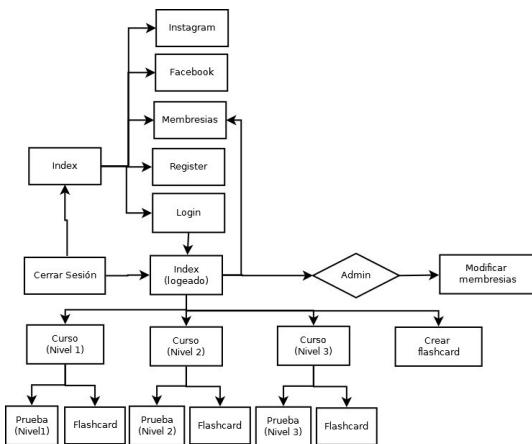 Instagram
Facebook
Membresias
Index
Register
Login
Cerrar Sesión
Index
(logeado)
Admin
Modificar
membresias
Curso
(Nivel 1)
Curso
(Nivel 2)
Curso
(Nivel 3)
Crear
flashcard
Prueba
(Nivel1)
Flashcard
Prueba
(Nivel 2)
Flashcard
Prueba
(Nivel 3)
Flashcard